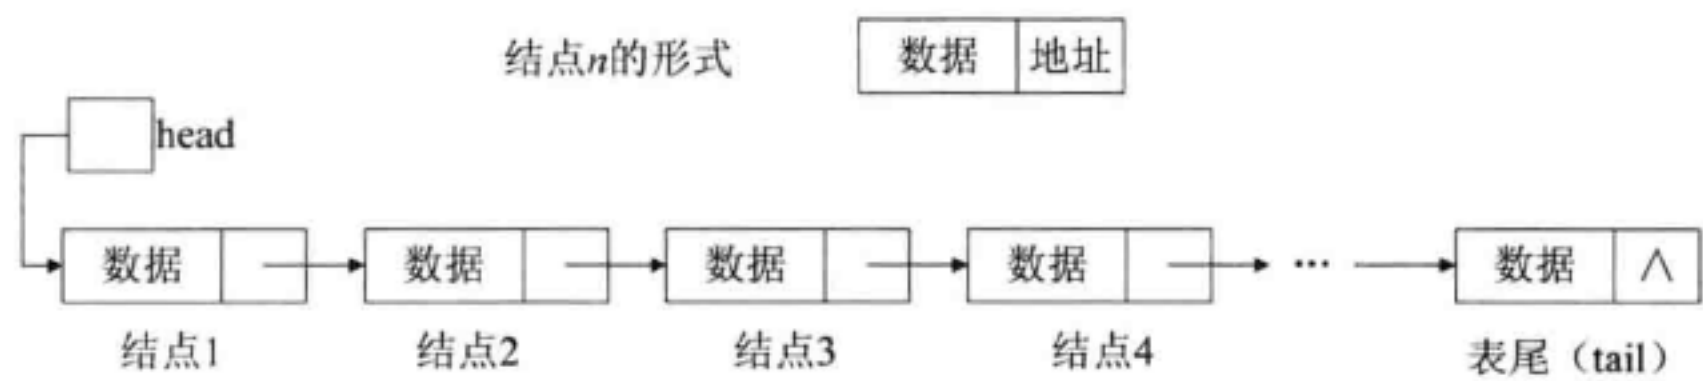 结点n的形式 数据 地址
head
数据 数据 数据 数据 … 数据 ∧
结点1 结点2 结点3 结点4 表尾（tail）